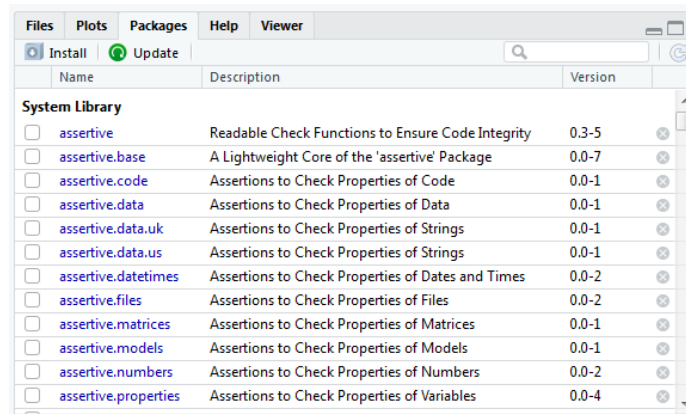 Files Plots Packages Help Viewer
Install Update
Name Description Version
System Library
assertive Readable Check Functions to Ensure Code Integrity 0.3-5
assertive.base A Lightweight Core of the 'assertive' Package 0.0-7
assertive.code Assertions to Check Properties of Code 0.0-1
assertive.data Assertions to Check Properties of Data 0.0-1
assertive.data.uk Assertions to Check Properties of Strings 0.0-1
assertive.data.us Assertions to Check Properties of Strings 0.0-1
assertive.datetimes Assertions to Check Properties of Dates and Times 0.0-2
assertive.files Assertions to Check Properties of Files 0.0-2
assertive.matrices Assertions to Check Properties of Matrices 0.0-1
assertive.models Assertions to Check Properties of Models 0.0-1
assertive.numbers Assertions to Check Properties of Numbers 0.0-2
assertive.properties Assertions to Check Properties of Variables 0.0-4